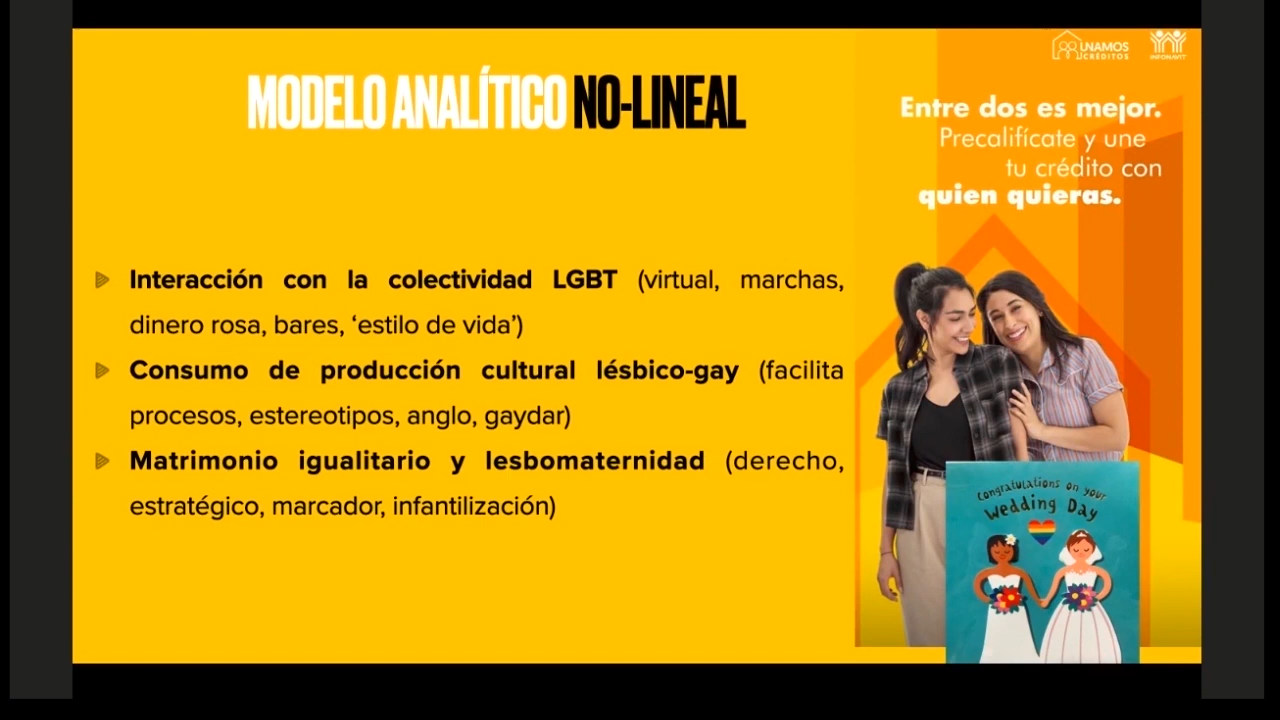 MODELO ANALÍTICO NO-LINEAL
Interacción con la colectividad LGBT (virtual, marchas,
dinero rosa, bares, ‘estilo de vida’)
Consumo de producción cultural lésbico-gay (facilita
procesos, estereotipos, anglo, gaydar)
Matrimonio igualitario y lesbomaternidad (derecho,
estratégico, marcador, infantilización)
UNAMOS
CRÉDITOS
INFONAVIT
Entre dos es mejor.
Precalifícate y une
tu crédito con
quien quieras.
Congratulations on your
Wedding Day